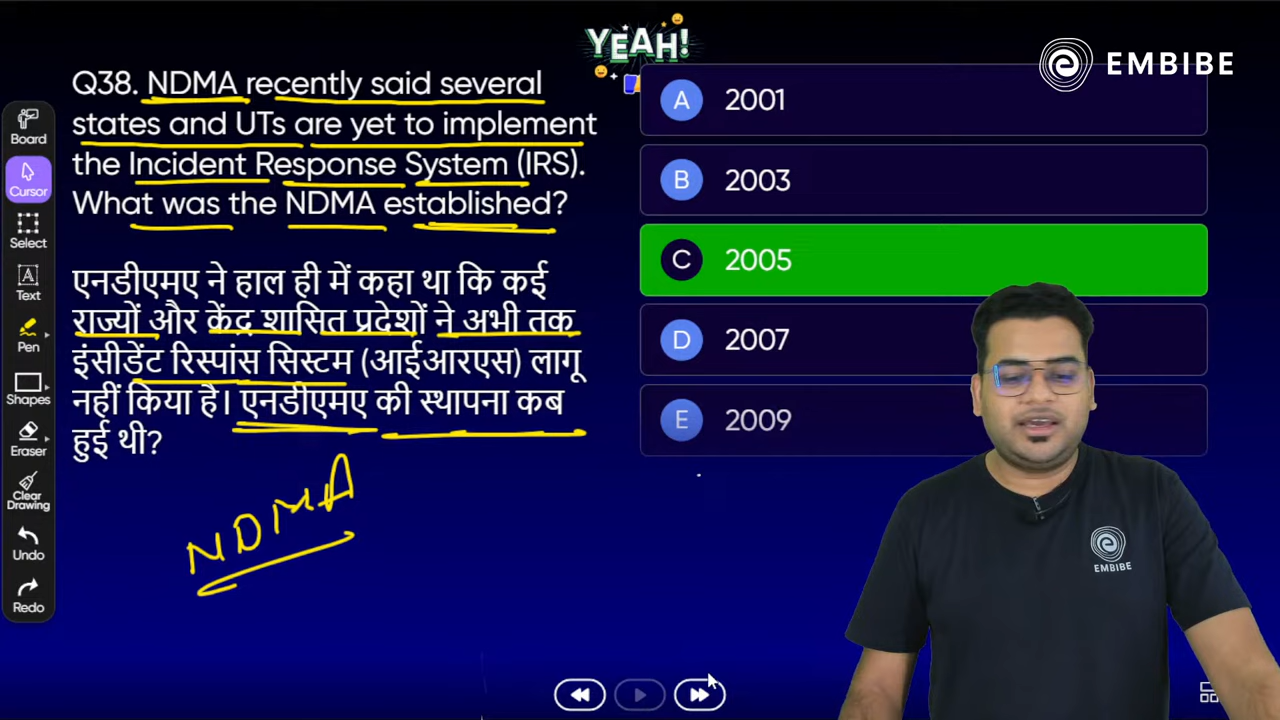 YEAH!
EMBIBE
Q38. NDMA recently said several
states and UTs are yet to implement
the Incident Response System (IRS).
What was the NDMA established?
एनडीएमए ने हाल ही में कहा था कि कई
राज्यों और केंद्र शासित प्रदेशों ने अभी तक
इंसीडेंट रिस्पांस सिस्टम (आईआरएस) लागू
नहीं किया है। एनडीएमए की स्थापना कब
हुई थी?
NDMA
A 2001
B 2003
C 2005
D 2007
E 2009
Board
Cursor
Select
Text
Pen
Shapes
Eraser
Clear
Drawing
Undo
Redo
EMBIBE